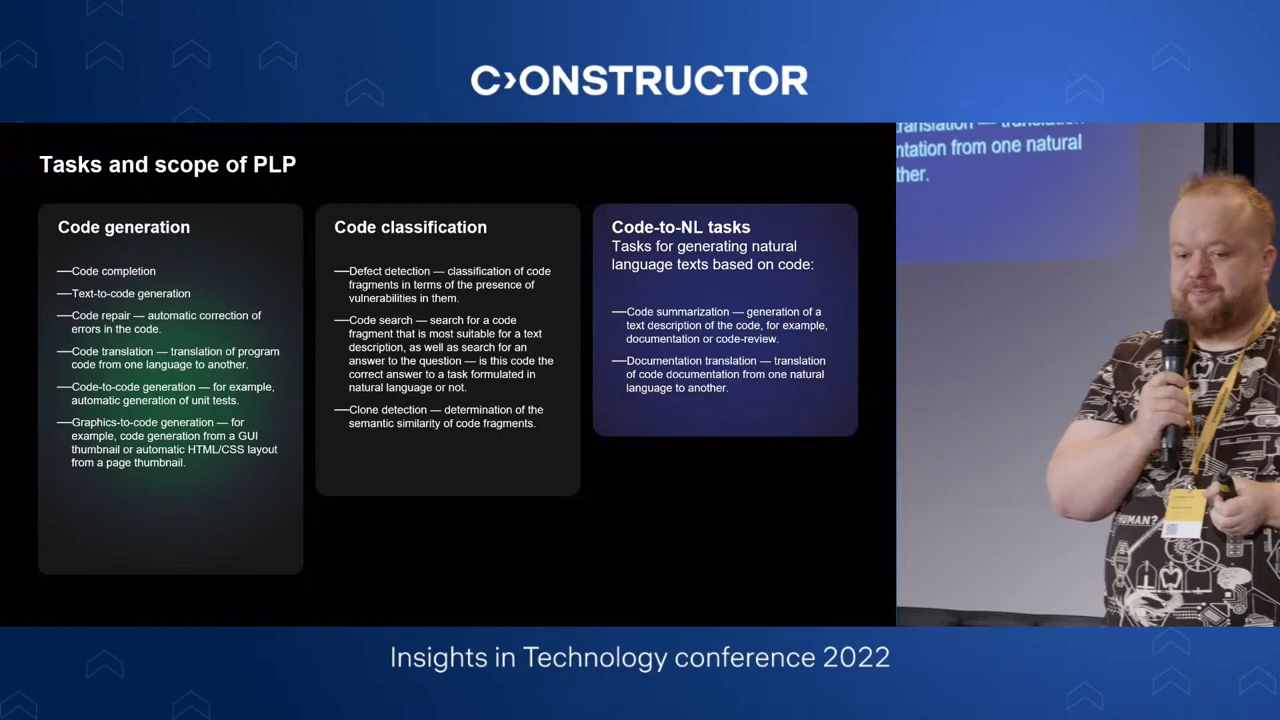 C›ONSTRUCTOR
Tasks and scope of PLP
Code generation
—Code completion
—Text-to-code generation
—Code repair — automatic correction of
errors in the code.
—Code translation — translation of program
code from one language to another.
—Code-to-code generation — for example,
automatic generation of unit tests.
—Graphics-to-code generation — for
example, code generation from a GUI
thumbnail or automatic HTML/CSS layout
from a page thumbnail.
Code classification
—Defect detection — classification of code
fragments in terms of the presence of
vulnerabilities in them.
—Code search — search for a code
fragment that is most suitable for a text
description, as well as search for an
answer to the question — is this code the
correct answer to a task formulated in
natural language or not.
—Clone detection — determination of the
semantic similarity of code fragments.
Code-to-NL tasks
Tasks for generating natural
language texts based on code:
—Code summarization — generation of a
text description of the code, for example,
documentation or code-review.
—Documentation translation — translation
of code documentation from one natural
language to another.
translation — translation
ntation from one natural
ther.
HUMAN?
Insights in Technology conference 2022